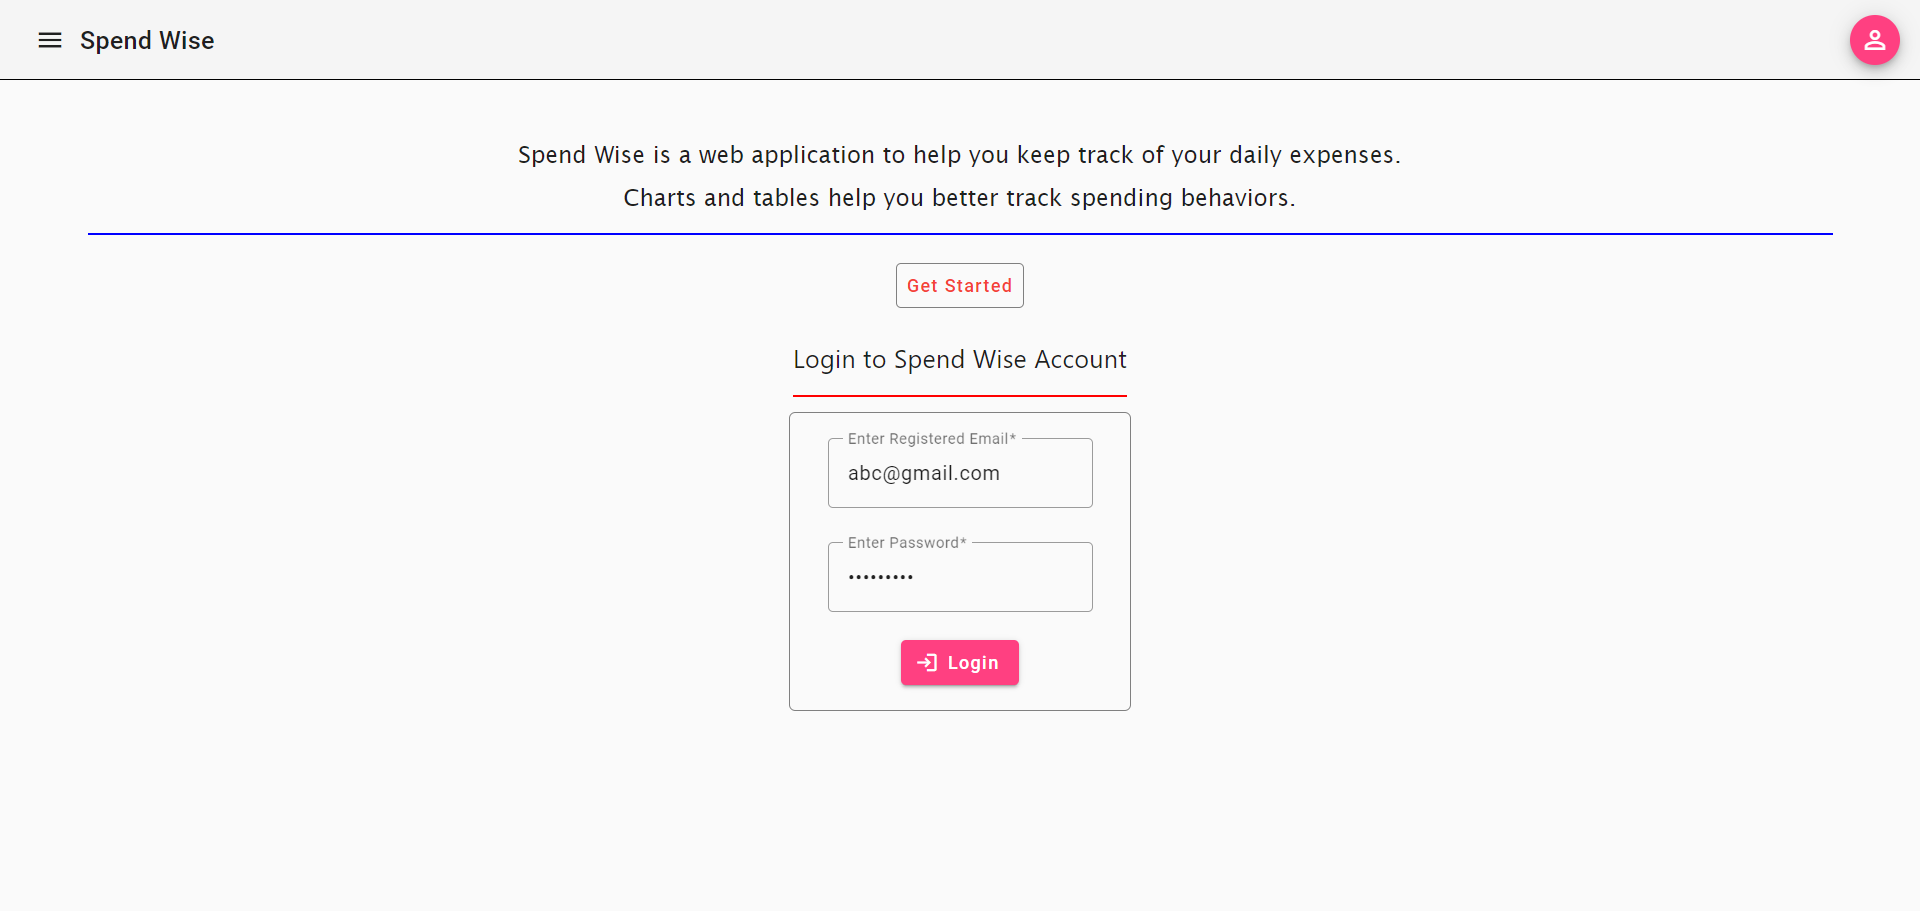 Spend Wise
Spend Wise is a web application to help you keep track of your daily expenses.
Charts and tables help you better track spending behaviors.
Get Started
Login to Spend Wise Account
Enter Registered Email*
abc@gmail.com
Enter Password*
•••••••••
Login